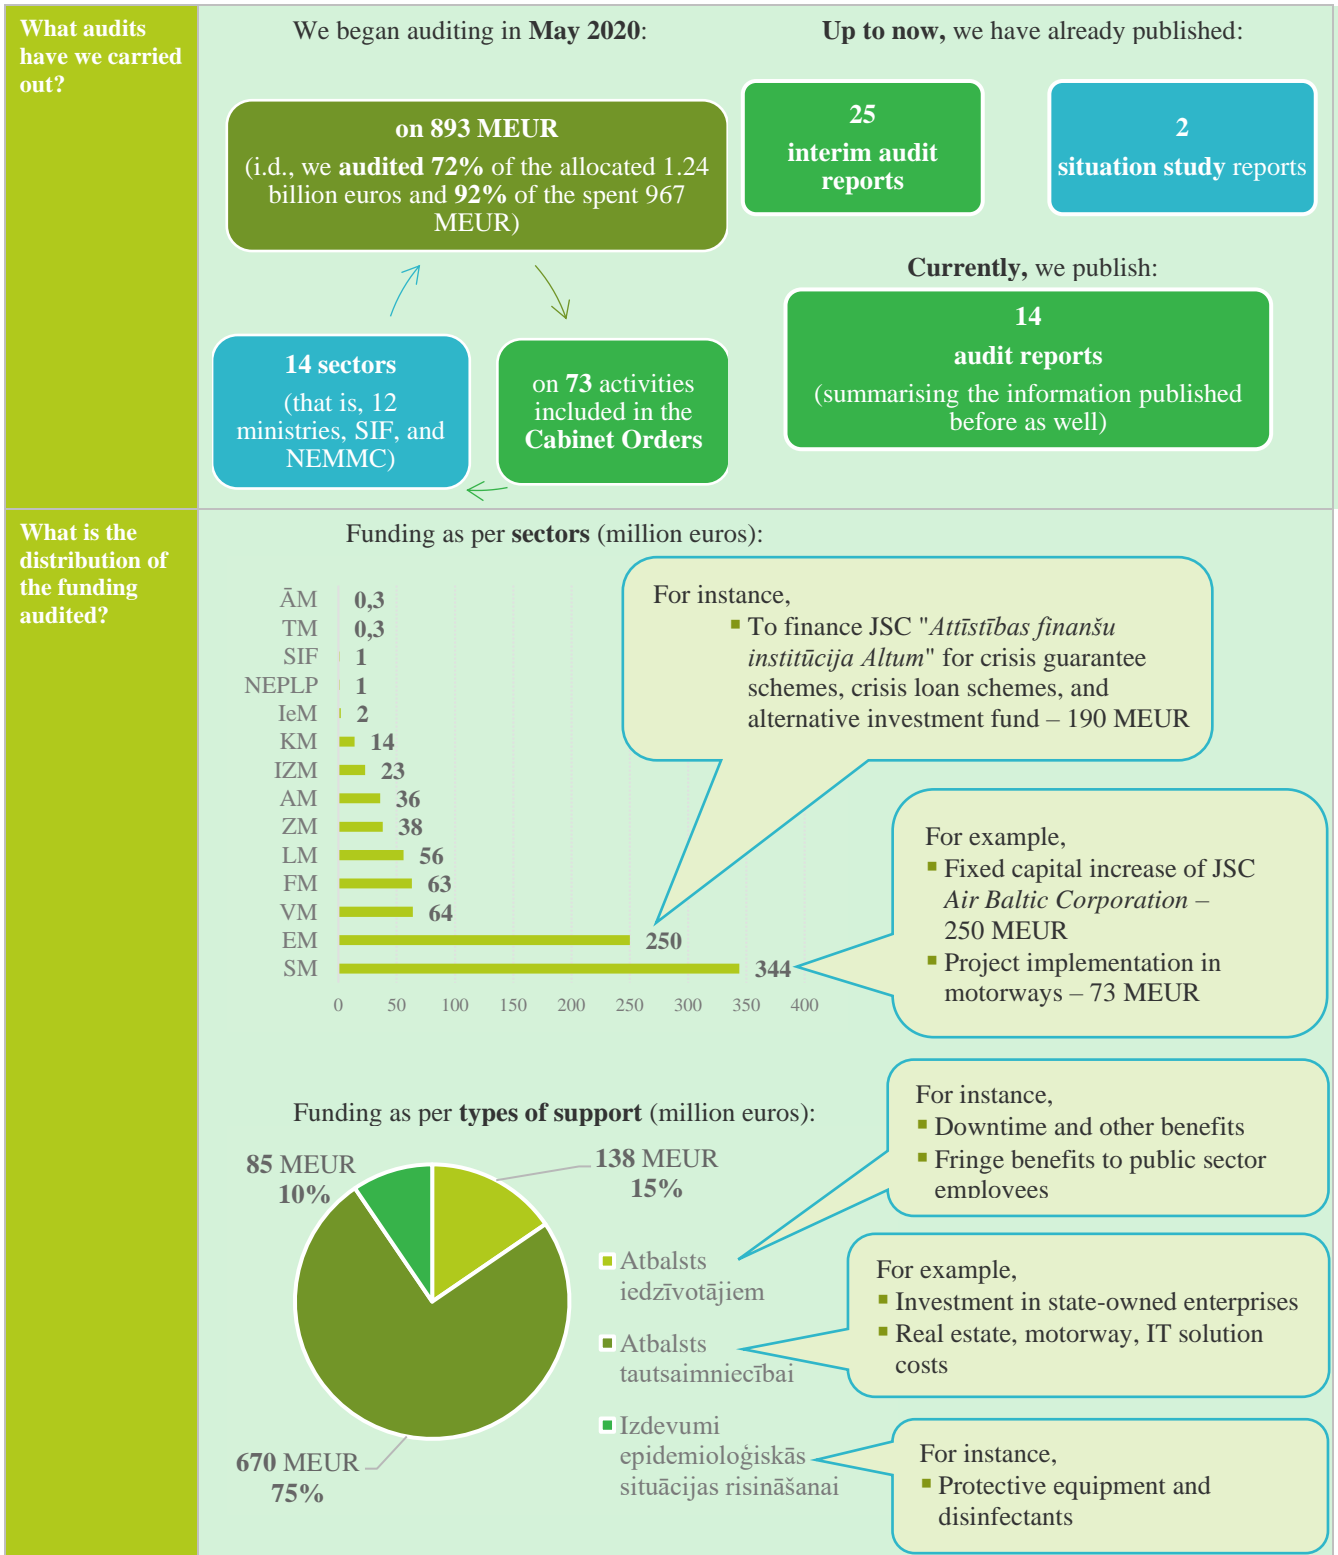 What audits
have we carried
out?
We began auditing in May 2020:
on 893 MEUR
(i.d., we audited 72% of the allocated 1.24
billion euros and 92% of the spent 967
MEUR)
14 sectors
(that is, 12
ministries, SIF, and
NEMMC)
on 73 activities
included in the
Cabinet Orders
Up to now, we have already published:
25
interim audit
reports
2
situation study reports
Currently, we publish:
14
audit reports
(summarising the information published
before as well)
What is the
distribution of
the funding
audited?
Funding as per sectors (million euros):
ĀM 0,3
TM 0,3
SIF 1
NEPLP 1
IeM 2
KM 14
IZM 23
AM 36
ZM 38
LM 56
FM 63
VM 64
EM 250
SM 344
0 50 100 150 200 250 300 350 400
For instance,
▪ To finance JSC "Attīstības finanšu
institūcija Altum" for crisis guarantee
schemes, crisis loan schemes, and
alternative investment fund – 190 MEUR
For example,
▪ Fixed capital increase of JSC
Air Baltic Corporation –
250 MEUR
▪ Project implementation in
motorways – 73 MEUR
Funding as per types of support (million euros):
85 MEUR
10%
138 MEUR
15%
670 MEUR
75%
Atbalsts
iedzīvotājiem
Atbalsts
tautsaimniecībai
Izdevumi
epidemioloģiskās
situācijas risināšanai
For instance,
▪ Downtime and other benefits
▪ Fringe benefits to public sector
employees
For example,
▪ Investment in state-owned enterprises
▪ Real estate, motorway, IT solution
costs
For instance,
▪ Protective equipment and
disinfectants